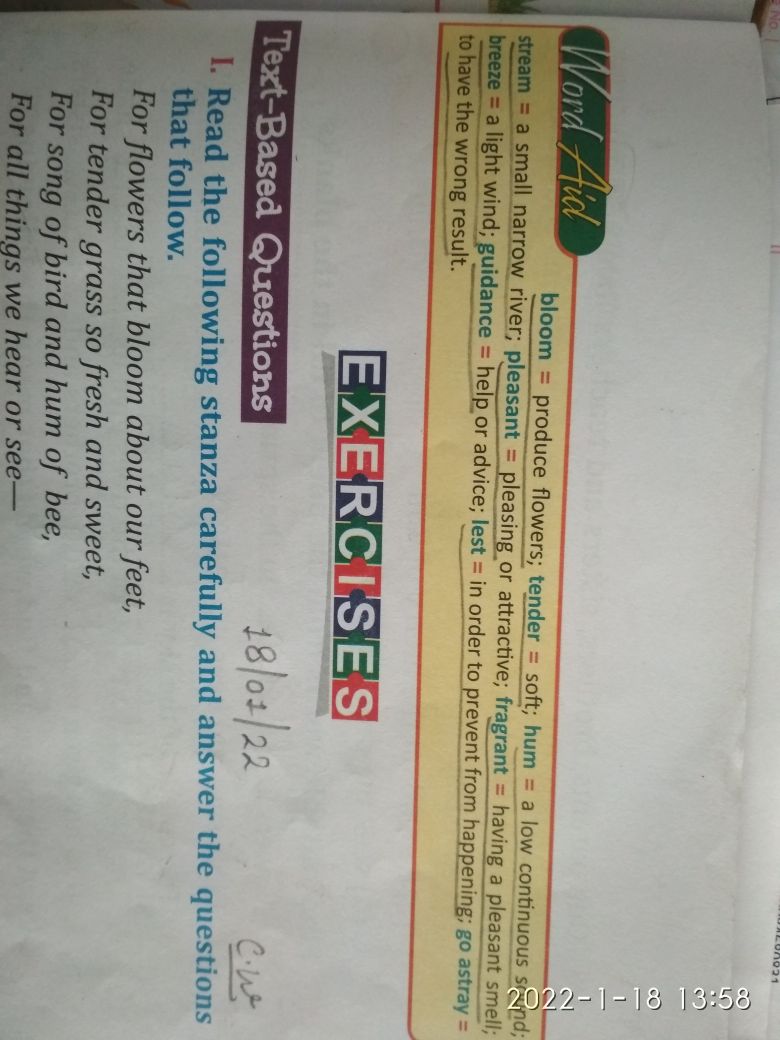 Word Aid
bloom = produce flowers; tender = soft; hum = a low continuous sound;
stream = a small narrow river; pleasant = pleasing or attractive; fragrant = having a pleasant smell;
breeze = a light wind; guidance = help or advice; lest = in order to prevent from happening; go astray =
to have the wrong result.
EXERCISES
Text-Based Questions
18/01/22 C.W
I. Read the following stanza carefully and answer the questions
that follow.
For flowers that bloom about our feet,
For tender grass so fresh and sweet,
For song of bird and hum of bee,
For all things we hear or see—
2022-1-18 13:58